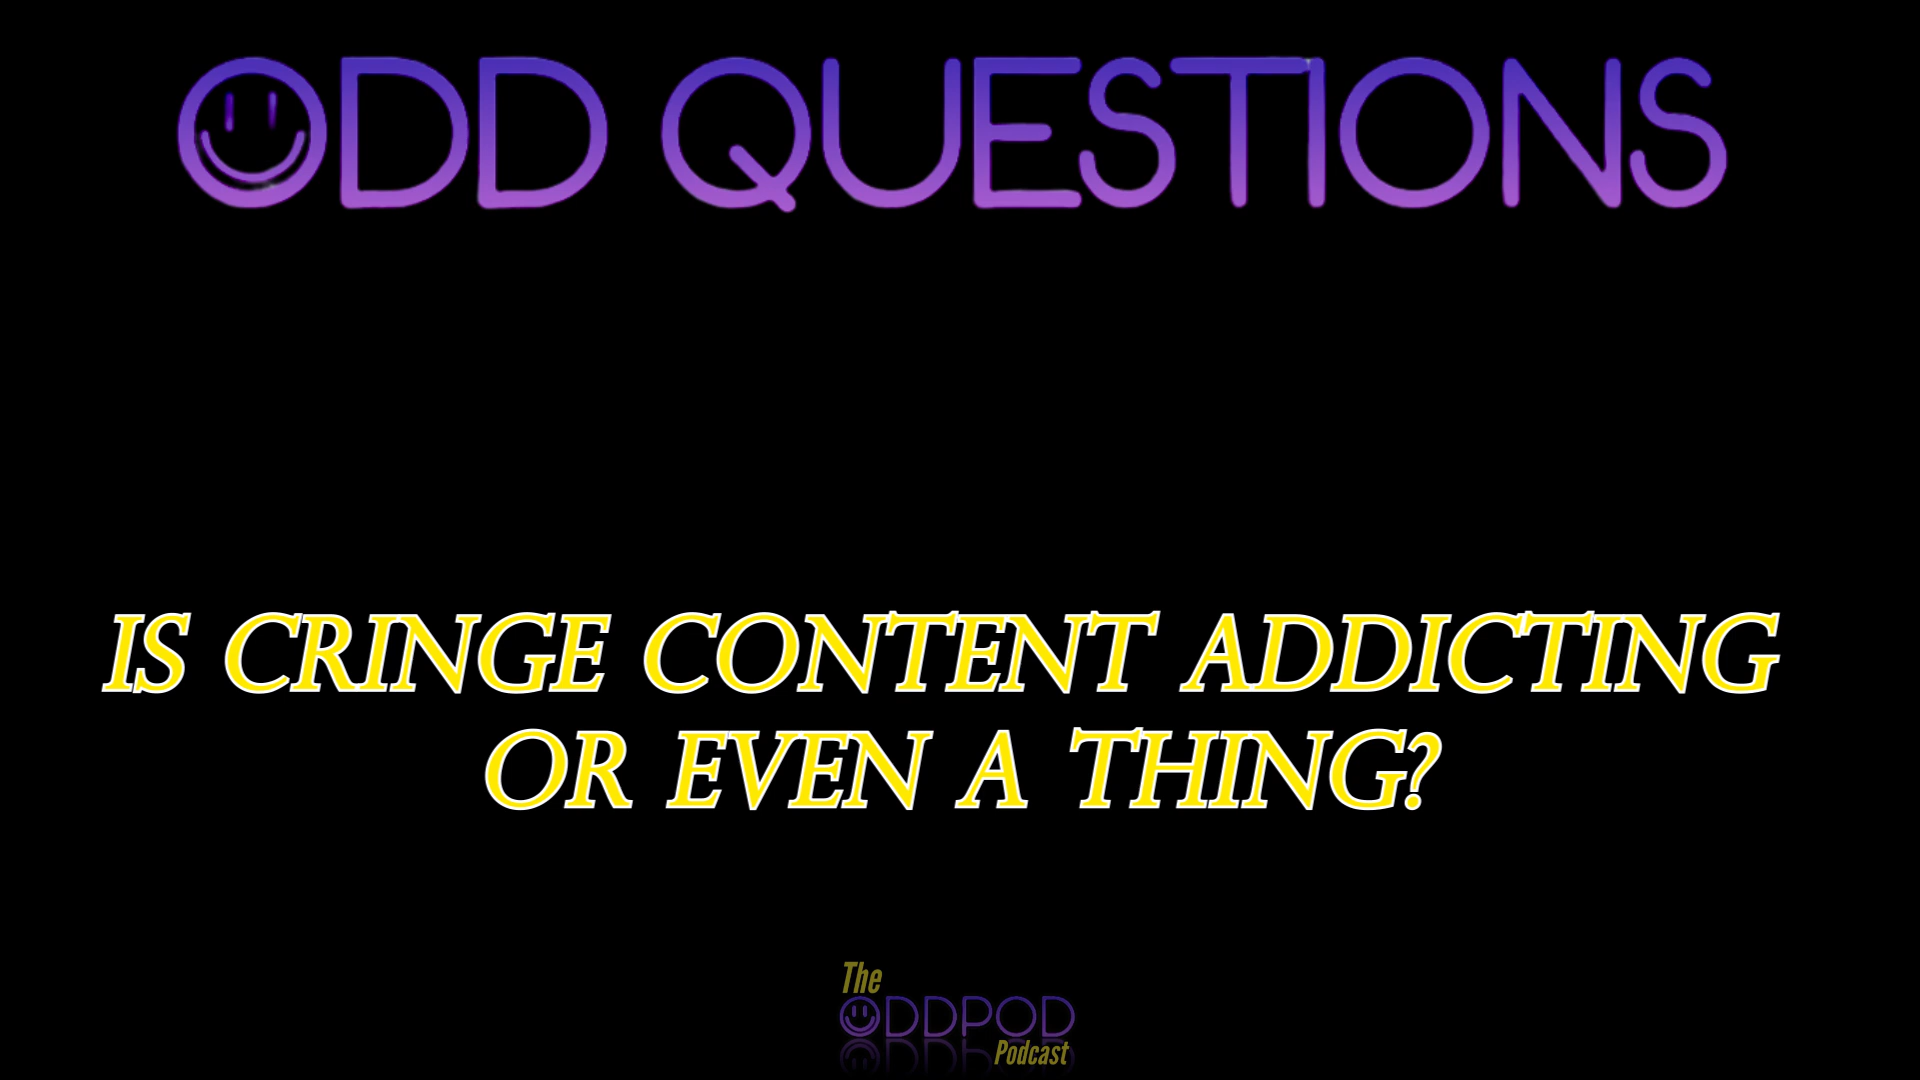 ODD QUESTIONS
IS CRINGE CONTENT ADDICTING
OR EVEN A THING?
The
ODDPOD
Podcast